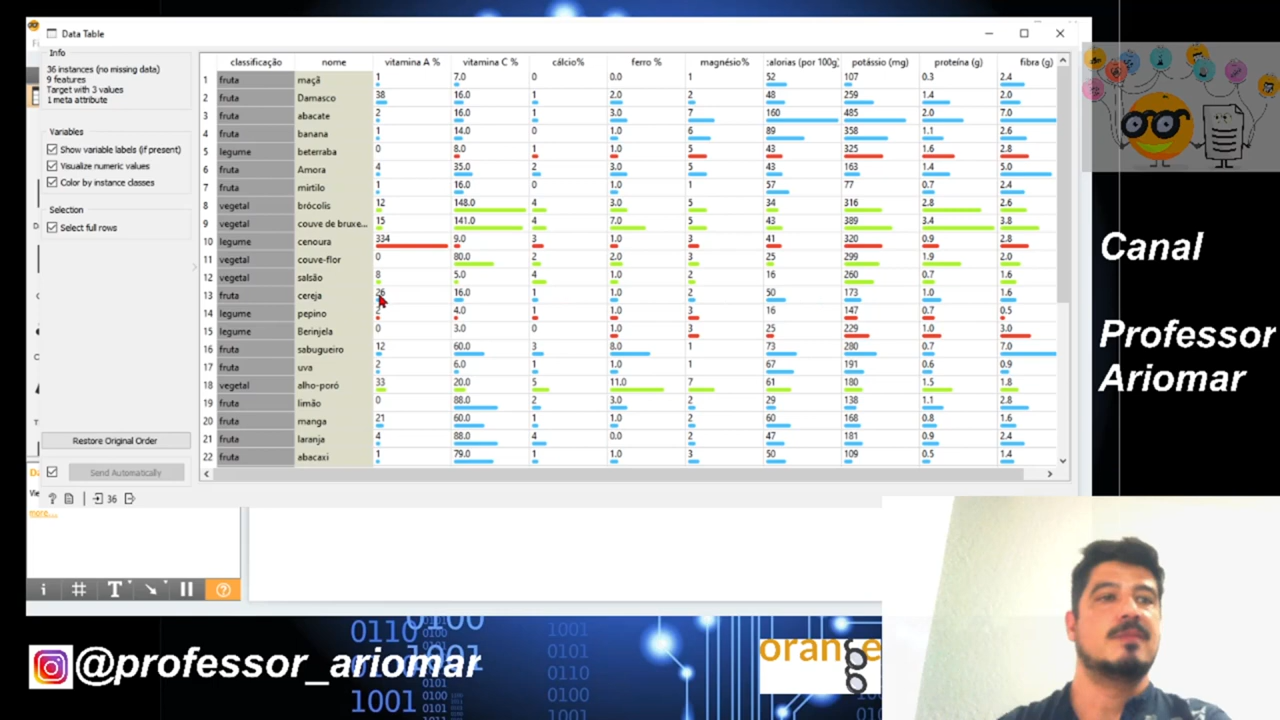 Data Table
Info
36 instances (no missing data)
9 features
Target with 3 values
1 meta attribute
Variables
Show variable labels (if present)
Visualize numeric values
Color by instance classes
Selection
Select full rows
Restore Original Order
Send Automatically
36
more...
classificação nome vitamina A % vitamina C % cálcio% ferro % magnésio% calorias (por 100g) potássio (mg) proteína (g) fibra (g)
1 fruta maçã 1 7.0 0 0.0 1 52 107 0.3 2.4
2 fruta Damasco 38 16.0 1 2.0 2 48 259 1.4 2.0
3 fruta abacate 2 16.0 1 3.0 7 160 485 2.0 7.0
4 fruta banana 1 14.0 0 1.0 6 89 358 1.1 2.6
5 legume beterraba 0 8.0 1 1.0 5 43 325 1.6 2.8
6 fruta Amora 4 35.0 2 3.0 5 43 163 1.4 5.0
7 fruta mirtilo 1 16.0 0 1.0 1 57 77 0.7 2.4
8 vegetal brócolis 12 148.0 4 3.0 5 34 316 2.8 2.6
9 vegetal couve de bruxe... 15 141.0 4 7.0 5 43 389 3.4 3.8
10 legume cenoura 334 9.0 3 1.0 3 41 320 0.9 2.8
11 vegetal couve-flor 0 80.0 2 2.0 3 25 299 1.9 2.0
12 vegetal salsão 8 5.0 4 1.0 2 16 260 0.7 1.6
13 fruta cereja 26 16.0 1 1.0 2 50 173 1.0 1.6
14 legume pepino 2 4.0 1 1.0 3 16 147 0.7 0.5
15 legume Berinjela 0 3.0 0 1.0 3 25 229 1.0 3.0
16 fruta sabugueiro 12 60.0 3 8.0 1 73 280 0.7 7.0
17 fruta uva 2 6.0 1 1.0 1 67 191 0.6 0.9
18 vegetal alho-poró 33 20.0 5 11.0 7 61 180 1.5 1.8
19 fruta limão 0 88.0 2 3.0 2 29 138 1.1 2.8
20 fruta manga 21 60.0 1 1.0 2 60 168 0.8 1.6
21 fruta laranja 4 88.0 4 0.0 2 47 181 0.9 2.4
22 fruta abacaxi 1 79.0 1 1.0 3 50 109 0.5 1.4
Canal
Professor
Ariomar
@professor_ariomar
orange